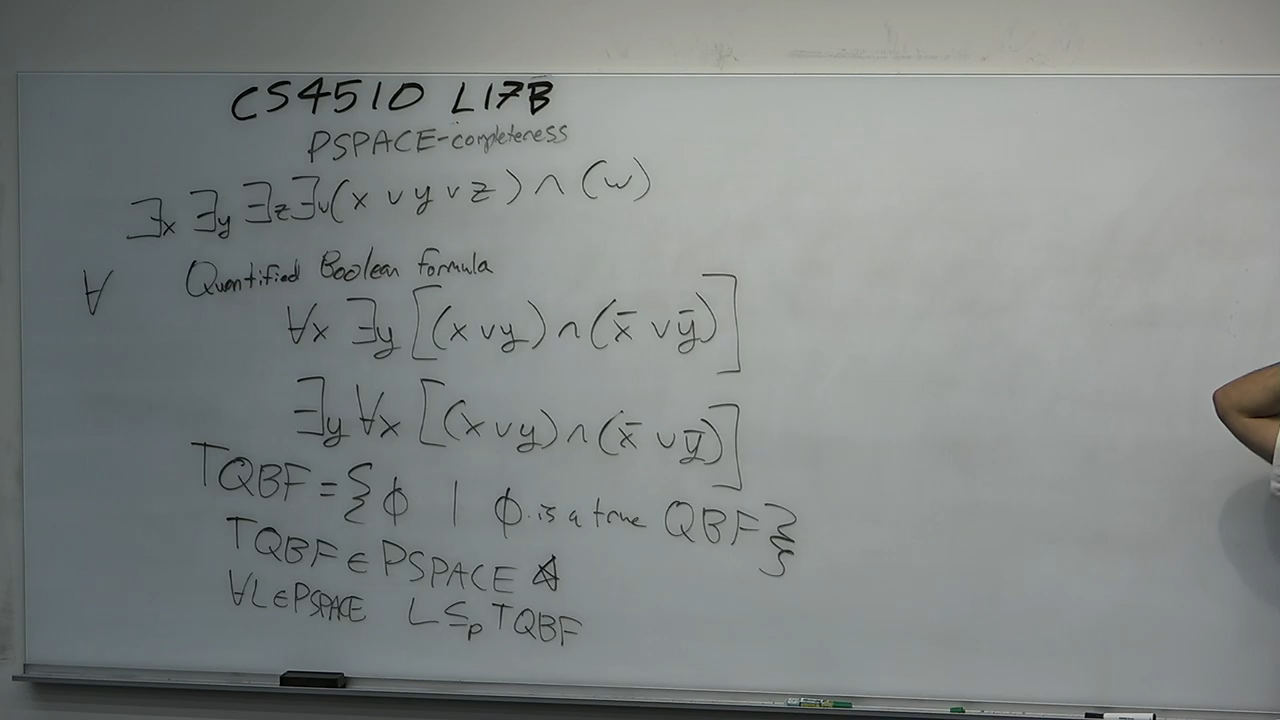 CS4510 L17B
PSPACE-completeness
∃x ∃y ∃z ∃v (x ∨ y ∨ z) ∧ (w)
∀ Quantified Boolean formula
∀x ∃y [(x ∨ y) ∧ (x̄ ∨ ȳ)]
∃y ∀x [(x ∨ y) ∧ (x̄ ∨ ȳ)]
TQBF = {ϕ | ϕ is a true QBF}
TQBF ∈ PSPACE
∀L ∈ PSPACE L ≤p TQBF